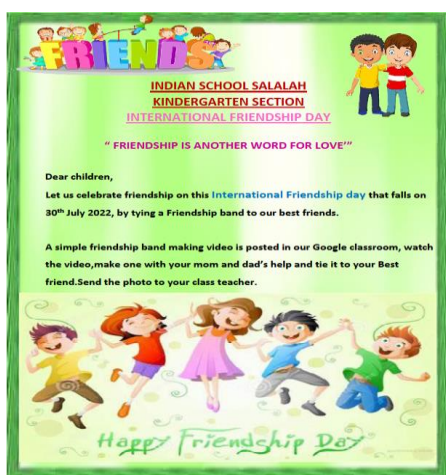 FRIENDS
INDIAN SCHOOL SALALAH
KINDERGARTEN SECTION
INTERNATIONAL FRIENDSHIP DAY
“ FRIENDSHIP IS ANOTHER WORD FOR LOVE’”
Dear children,
Let us celebrate friendship on this International Friendship day that falls on
30th July 2022, by tying a Friendship band to our best friends.
A simple friendship band making video is posted in our Google classroom, watch
the video,make one with your mom and dad’s help and tie it to your Best
friend.Send the photo to your class teacher.
Happy Friendship Day